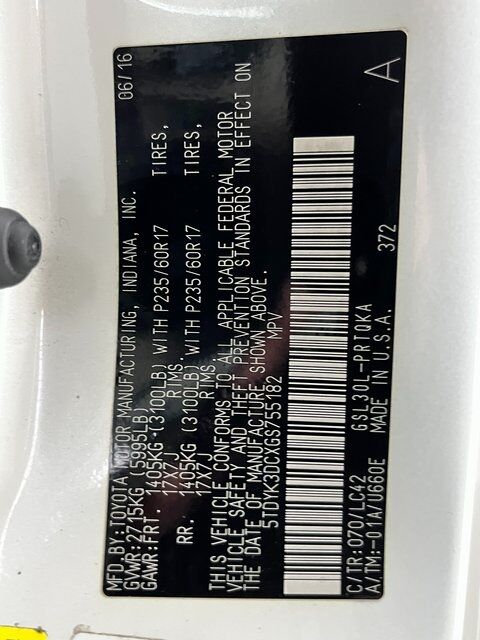 MFD.BY:TOYOTA MOTOR MANUFACTURING, INDIANA, INC. 06/16
GVWR:2715KG (5995LB)
GAWR:FRT. 1405KG (3100LB) WITH P235/60R17 TIRES,
17X7J RIMS.
RR. 1405KG (3100LB) WITH P235/60R17 TIRES,
17X7J RIMS.
THIS VEHICLE CONFORMS TO ALL APPLICABLE FEDERAL MOTOR
VEHICLE SAFETY AND THEFT PREVENTION STANDARDS IN EFFECT ON
THE DATE OF MANUFACTURE SHOWN ABOVE.
5TDYK3DCXGS755182 MPV
C/TR:070/LC42 GSL30L-PRTQKA A
A/TM:-01A/U660E MADE IN U.S.A. 372